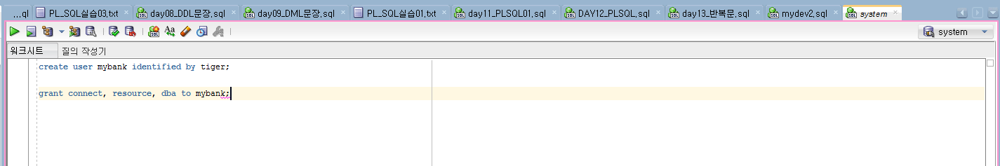 ...ql PL_SQL실습03.txt day08_DDL문장.sql day09_DML문장.sql PL_SQL실습01.txt day11_PLSQL01.sql DAY12_PLSQL.sql day13_반복문.sql mydev2.sql system
system
워크시트 질의 작성기
create user mybank identified by tiger;
grant connect, resource, dba to mybank;